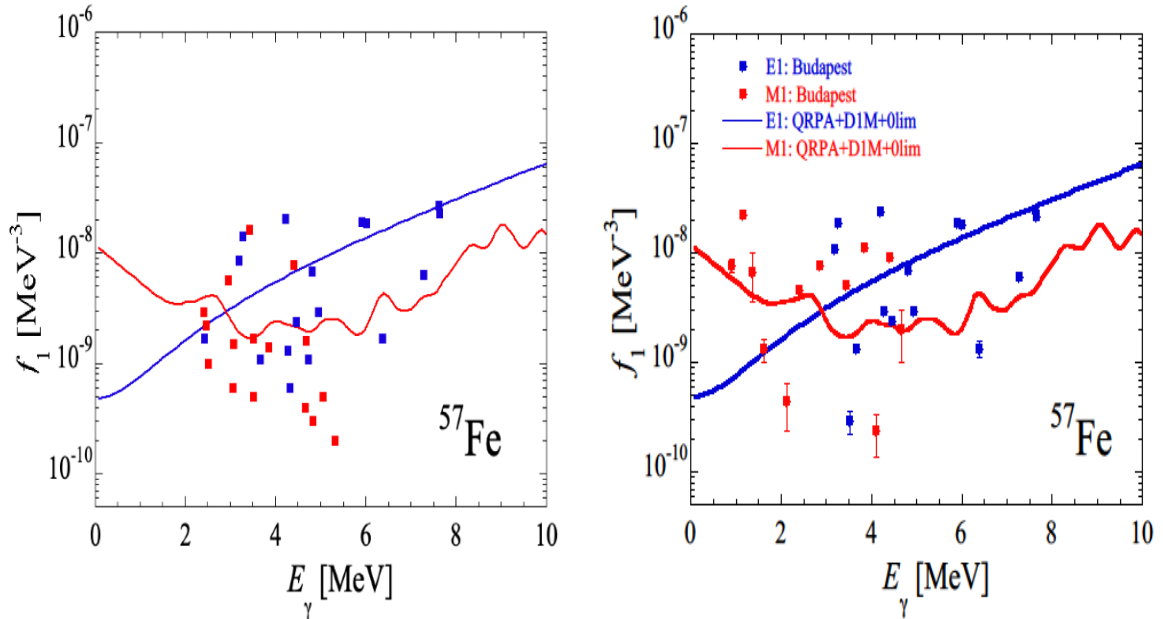 10⁻⁶
10⁻⁷
10⁻⁸
10⁻⁹
10⁻¹⁰
f₁ [MeV⁻³]
⁵⁷Fe
0 2 4 6 8 10
E_γ [MeV]
10⁻⁶
10⁻⁷
10⁻⁸
10⁻⁹
10⁻¹⁰
f₁ [MeV⁻³]
E1: Budapest
M1: Budapest
E1: QRPA+D1M+0lim
M1: QRPA+D1M+0lim
⁵⁷Fe
0 2 4 6 8 10
E_γ [MeV]